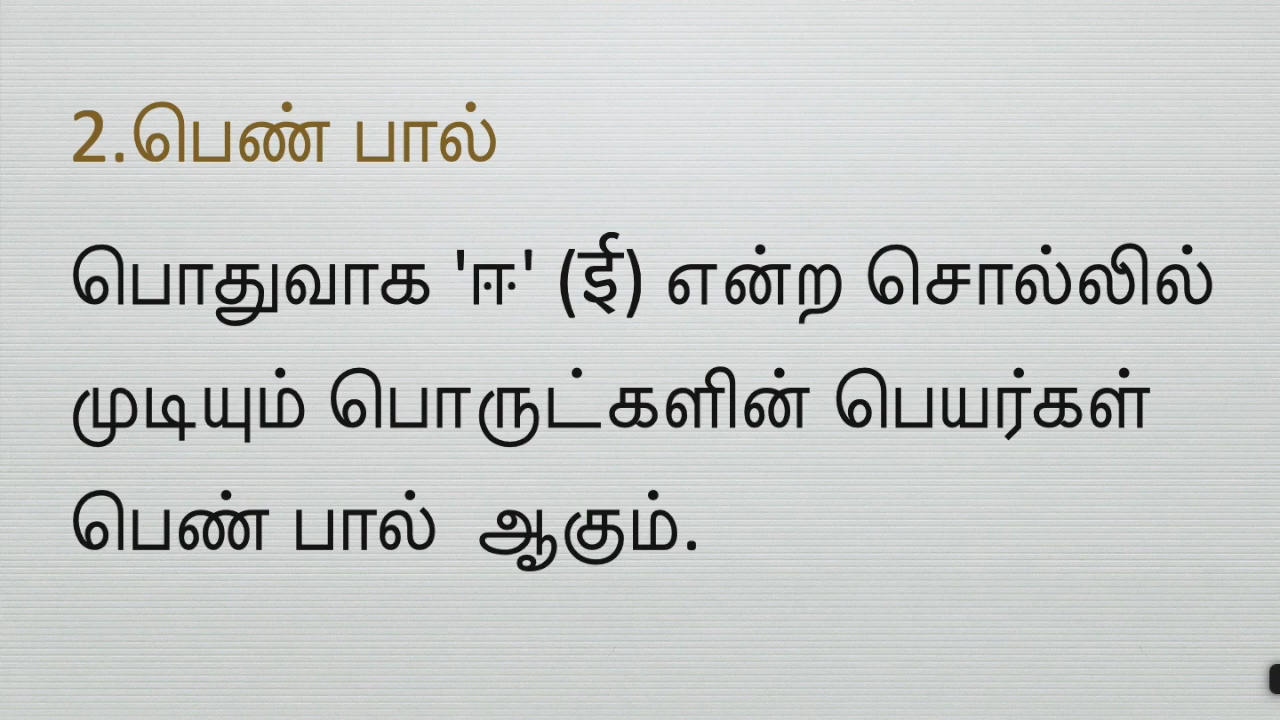 2.பெண் பால்
பொதுவாக 'ஈ' (ई) என்ற சொல்லில்
முடியும் பொருட்களின் பெயர்கள்
பெண் பால் ஆகும்.